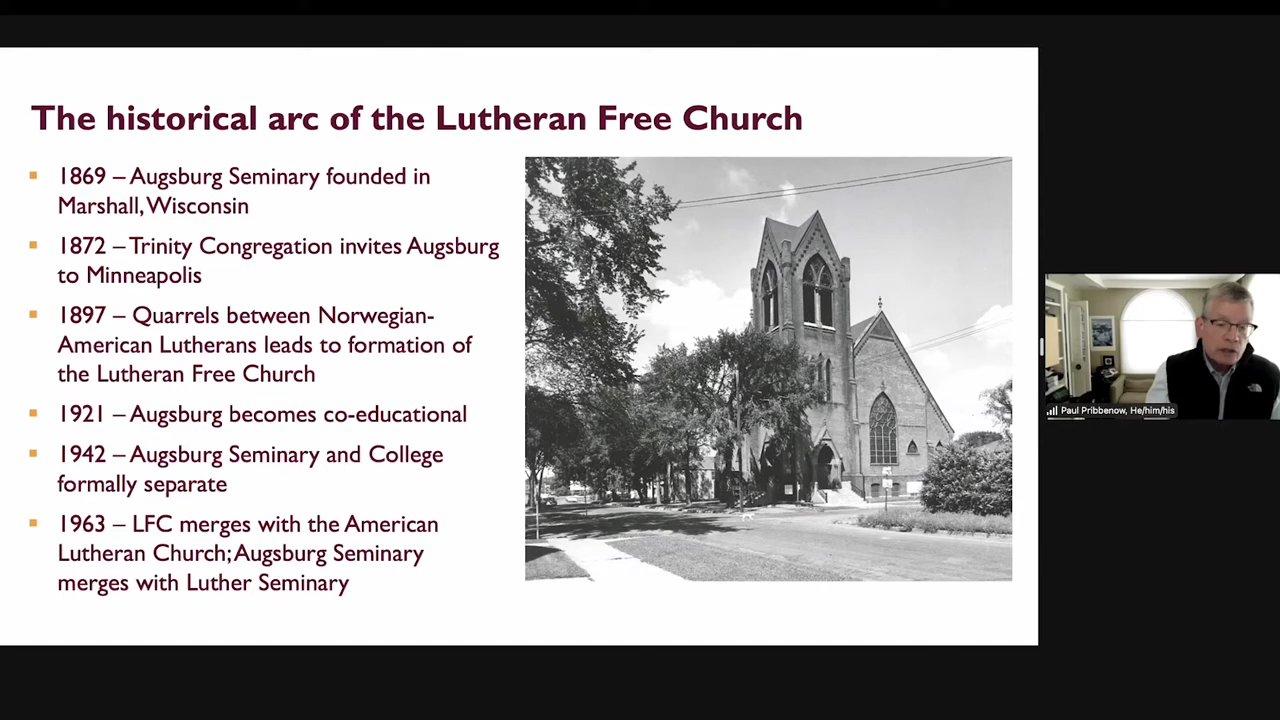 The historical arc of the Lutheran Free Church
▪ 1869 – Augsburg Seminary founded in
Marshall, Wisconsin
▪ 1872 – Trinity Congregation invites Augsburg
to Minneapolis
▪ 1897 – Quarrels between Norwegian-
American Lutherans leads to formation of
the Lutheran Free Church
▪ 1921 – Augsburg becomes co-educational
▪ 1942 – Augsburg Seminary and College
formally separate
▪ 1963 – LFC merges with the American
Lutheran Church; Augsburg Seminary
merges with Luther Seminary
Paul Pribbenow, He/him/his